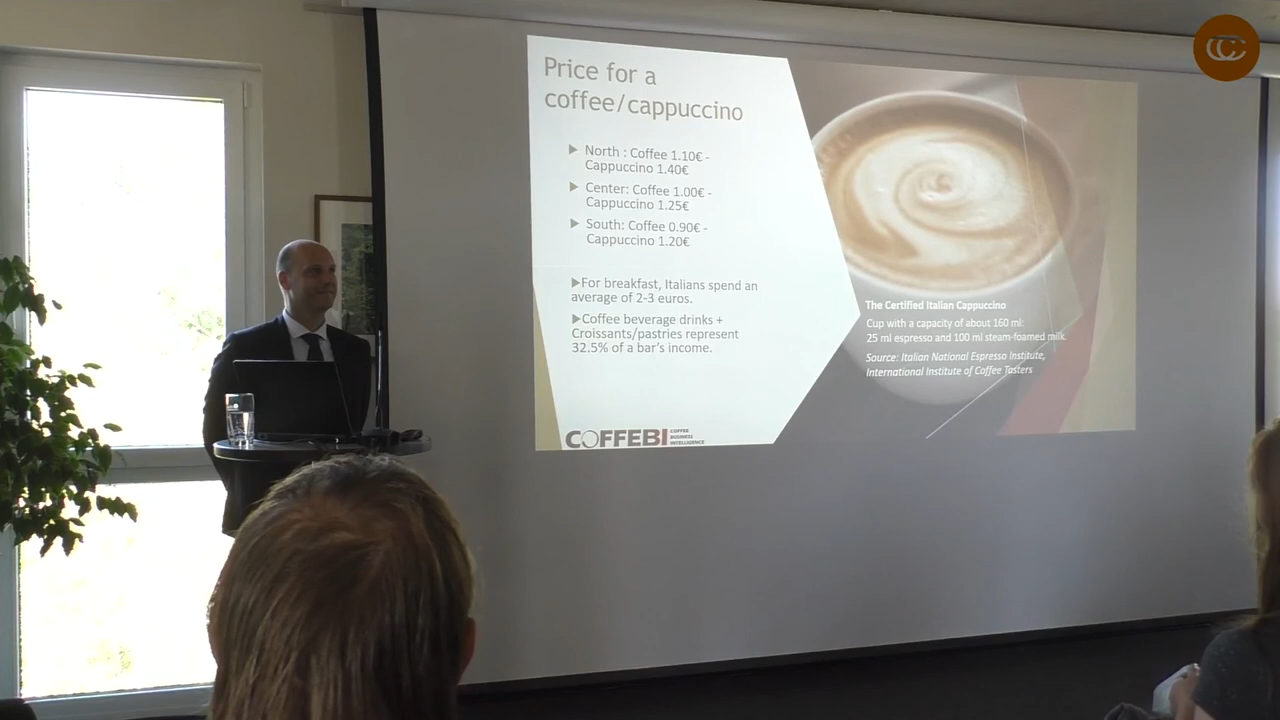 Price for a
coffee/cappuccino
▶ North : Coffee 1.10€ -
Cappuccino 1.40€
▶ Center: Coffee 1.00€ -
Cappuccino 1.25€
▶ South: Coffee 0.90€ -
Cappuccino 1.20€
▶For breakfast, Italians spend an
average of 2-3 euros.
▶Coffee beverage drinks +
Croissants/pastries represent
32.5% of a bar's income.
COFFEBI
COFFEE
BUSINESS
INTELLIGENCE
The Certified Italian Cappuccino
Cup with a capacity of about 160 ml:
25 ml espresso and 100 ml steam-foamed milk.
Source: Italian National Espresso Institute,
International Institute of Coffee Tasters